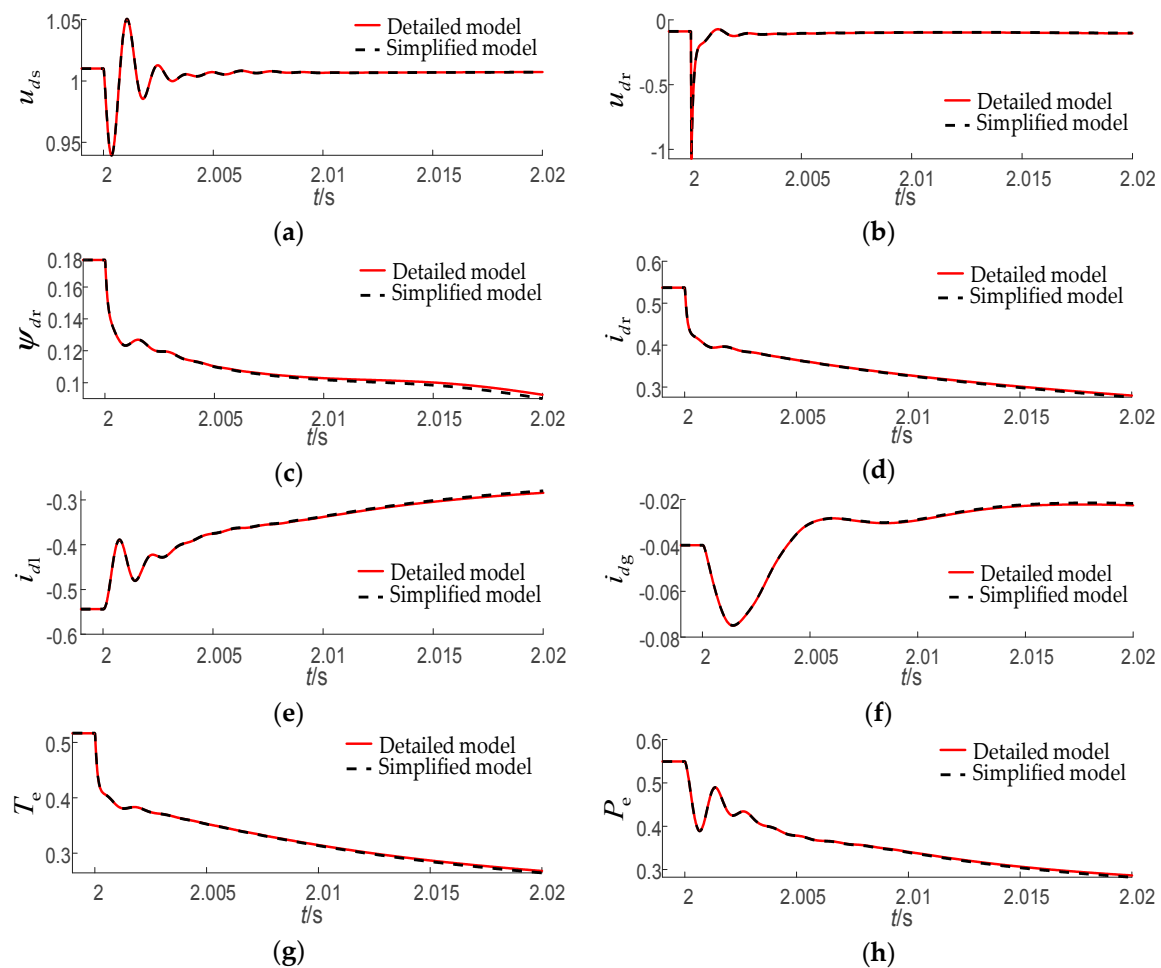 1.05
1
0.95
u_ds
Detailed model
Simplified model
2 2.005 2.01 2.015 2.02
t/s
(a)
0
-0.5
-1
u_dr
Detailed model
Simplified model
2 2.005 2.01 2.015 2.02
t/s
(b)
0.18
0.16
0.14
0.12
0.1
ψ_dr
Detailed model
Simplified model
2 2.005 2.01 2.015 2.02
t/s
(c)
0.6
0.5
0.4
0.3
i_dr
Detailed model
Simplified model
2 2.005 2.01 2.015 2.02
t/s
(d)
-0.3
-0.4
-0.5
-0.6
i_dl
Detailed model
Simplified model
2 2.005 2.01 2.015 2.02
t/s
(e)
-0.02
-0.04
-0.06
-0.08
i_dg
Detailed model
Simplified model
2 2.005 2.01 2.015 2.02
t/s
(f)
0.5
0.4
0.3
T_e
Detailed model
Simplified model
2 2.005 2.01 2.015 2.02
t/s
(g)
0.6
0.5
0.4
0.3
P_e
Detailed model
Simplified model
2 2.005 2.01 2.015 2.02
t/s
(h)